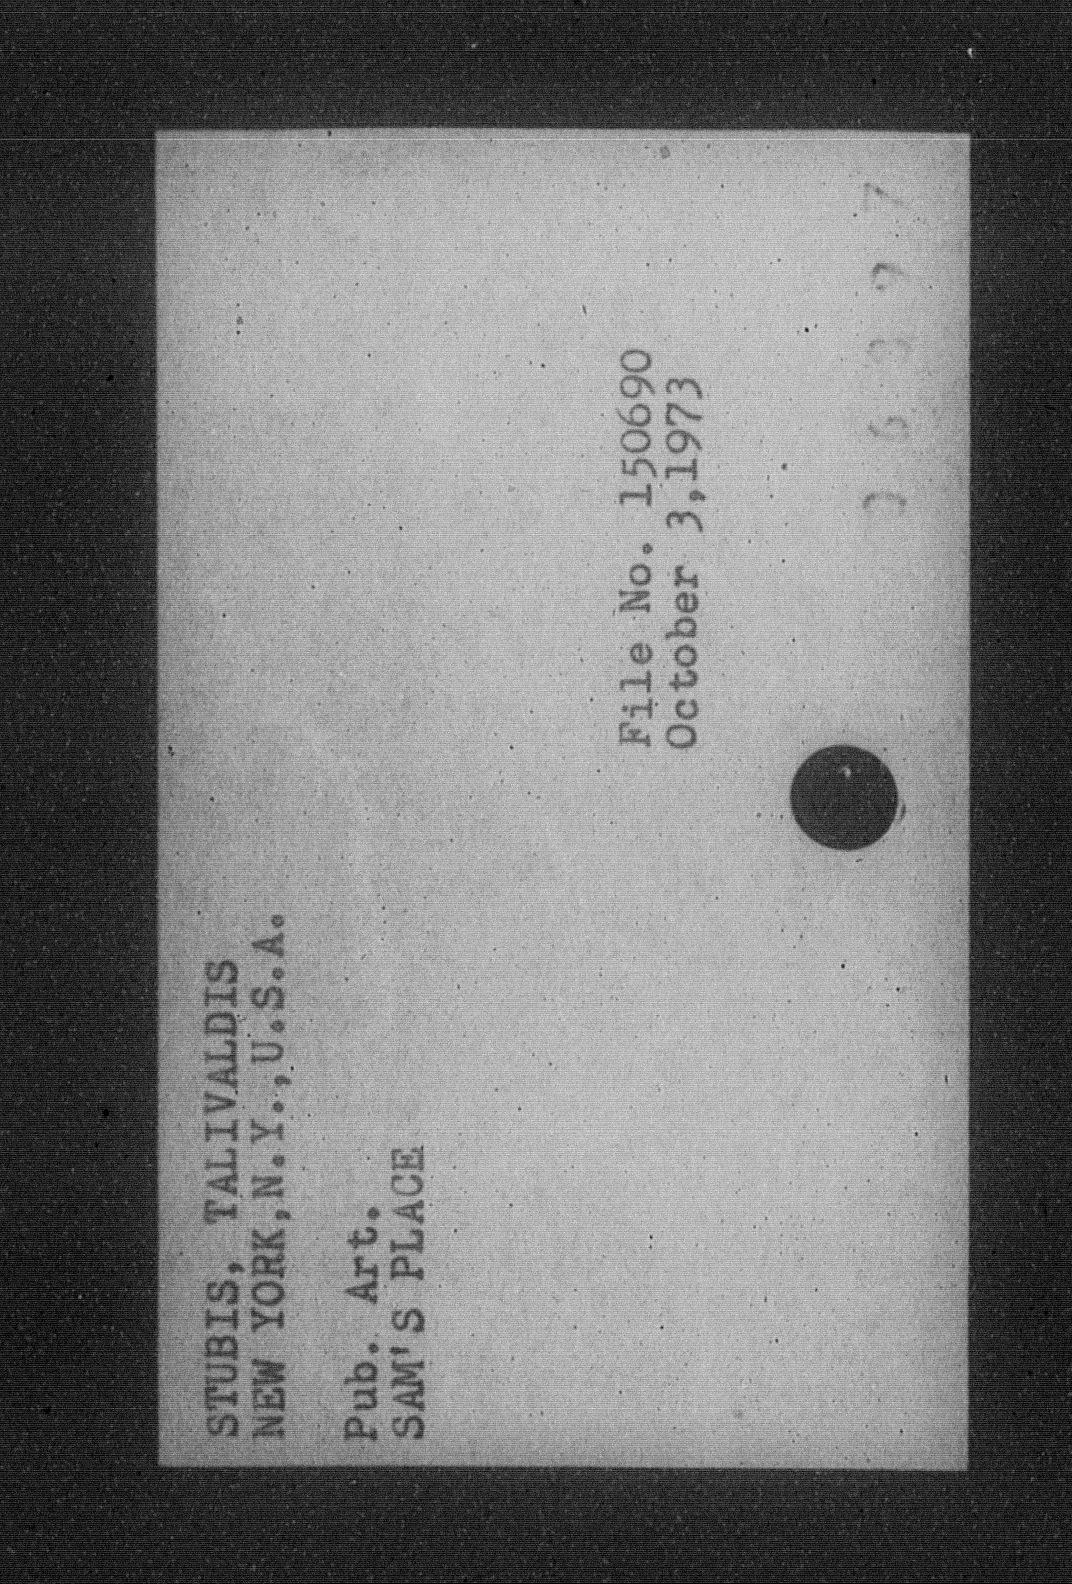 STUBIS, TALIVALDIS
NEW YORK,N.Y.,U.S.A.
Pub. Art.
SAM'S PLACE
File No. 150690
October 3,1973